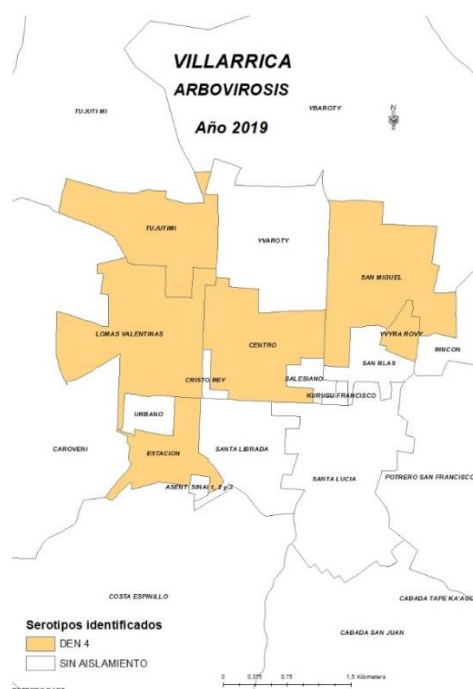 VILLARRICA
ARBOVIROSIS
Año 2019
TUJUTIMI
YBAROTY
N
TUJUTIMI
YVAROTY
SAN MIGUEL
LOMAS VALENTINAS
CENTRO
YVYRA ROVY
RINCON
SAN BLAS
CRISTO REY
SALESIANO
KURUSU FRANCISCO
URBANO
CAROVENI
ESTACION
SANTA LIBRADA
SANTA LUCIA
POTRERO SAN FRANCISCO
ASENT. SINAI 1, 2 y 3
COSTA ESPINILLO
CABADA TAPE KA'AGU
CABADA SAN JUAN
Serotipos identificados
DEN 4
SIN AISLAMIENTO
0 0,375 0,75 1,5 Kilometers